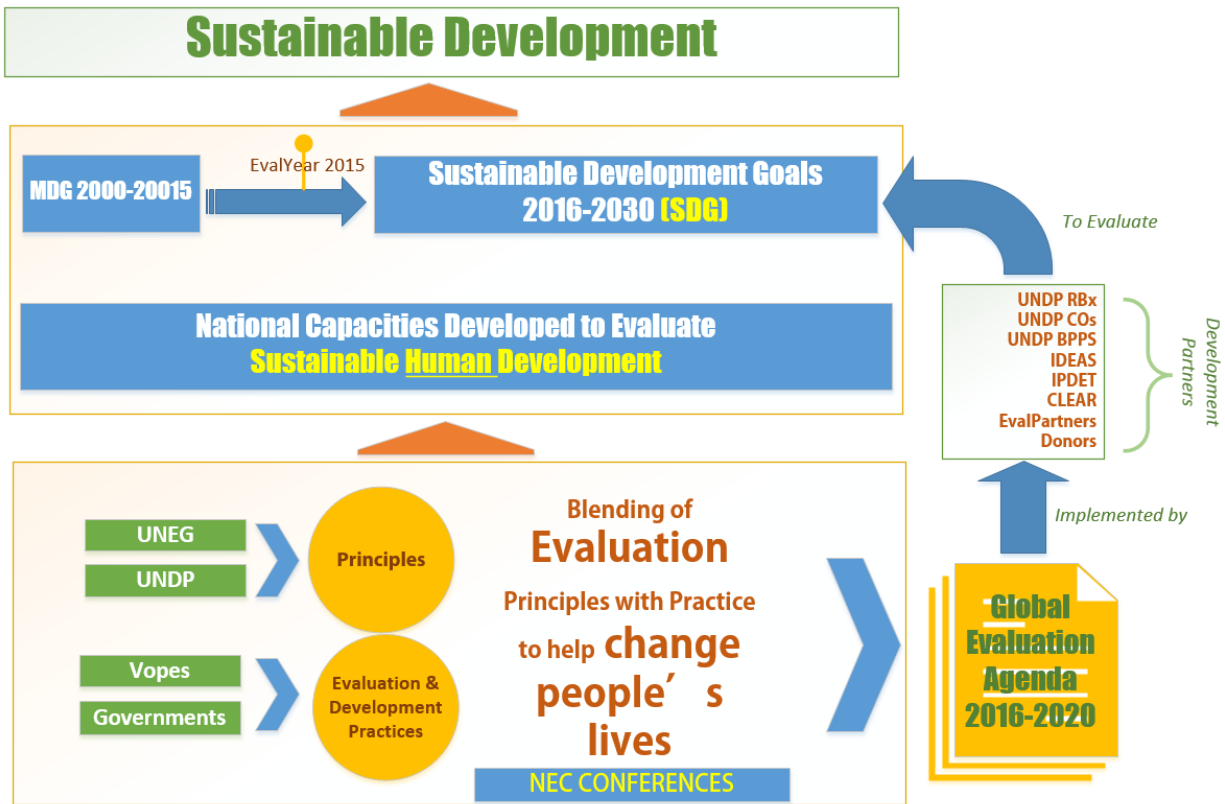 Sustainable Development
EvalYear 2015
MDG 2000-20015
Sustainable Development Goals
2016-2030 (SDG)
To Evaluate
National Capacities Developed to Evaluate
Sustainable Human Development
UNDP RBx
UNDP COs
UNDP BPPS
IDEAS
IPDET
CLEAR
EvalPartners
Donors
Development
Partners
Implemented by
UNEG
UNDP
Principles
Vopes
Governments
Evaluation &
Development
Practices
Blending of
Evaluation
Principles with Practice
to help change
people′ s
lives
NEC CONFERENCES
Global
Evaluation
Agenda
2016-2020